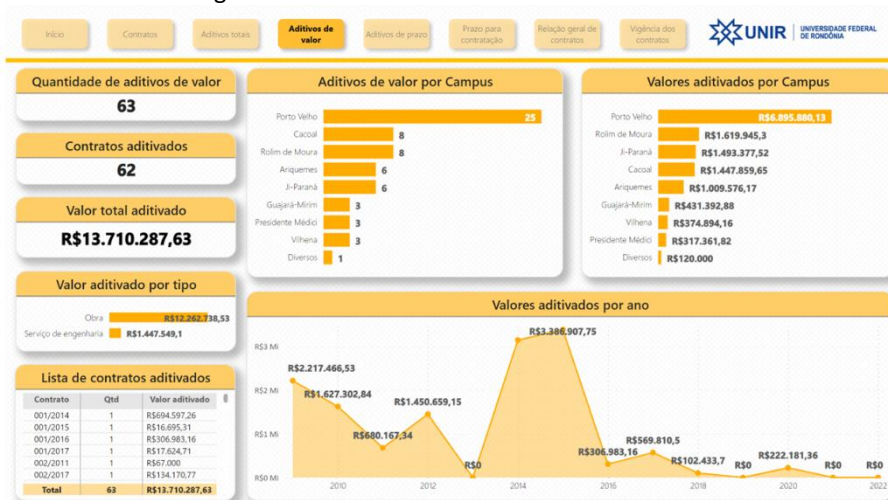 Início
Contratos
Aditivos totais
Aditivos de
valor
Aditivos de prazo
Prazo para
contratação
Relação geral de
contratos
Vigência dos
contratos
UNIR
UNIVERSIDADE FEDERAL
DE RONDÔNIA
Quantidade de aditivos de valor
63
Contratos aditivados
62
Valor total aditivado
R$13.710.287,63
Valor aditivado por tipo
Obra R$12.262.738,53
Serviço de engenharia R$1.447.549,1
Lista de contratos aditivados
Contrato Qtd Valor aditivado
001/2014 1 R$694.597,26
001/2015 1 R$16.695,31
001/2016 1 R$306.983,16
001/2017 1 R$17.624,71
002/2011 1 R$67.000
002/2017 1 R$134.170,77
Total 63 R$13.710.287,63
Aditivos de valor por Campus
Porto Velho 25
Cacoal 8
Rolim de Moura 8
Ariquemes 6
Ji-Paraná 6
Guajará-Mirim 3
Presidente Médici 3
Vilhena 3
Diversos 1
Valores aditivados por Campus
Porto Velho R$6.895.880,13
Rolim de Moura R$1.619.945,3
Ji-Paraná R$1.493.377,52
Cacoal R$1.447.859,65
Ariquemes R$1.009.576,17
Guajará-Mirim R$431.392,88
Vilhena R$374.894,16
Presidente Médici R$317.361,82
Diversos R$120.000
Valores aditivados por ano
R$3 Mi
R$2 Mi
R$1 Mi
R$0 Mi
R$2.217.466,53
R$1.627.302,84
R$680.167,34
R$1.450.659,15
R$0
R$3.386.907,75
R$306.983,16
R$569.810,5
R$102.433,7
R$0
R$222.181,36
R$0
R$0
2010 2012 2014 2016 2018 2020 2022